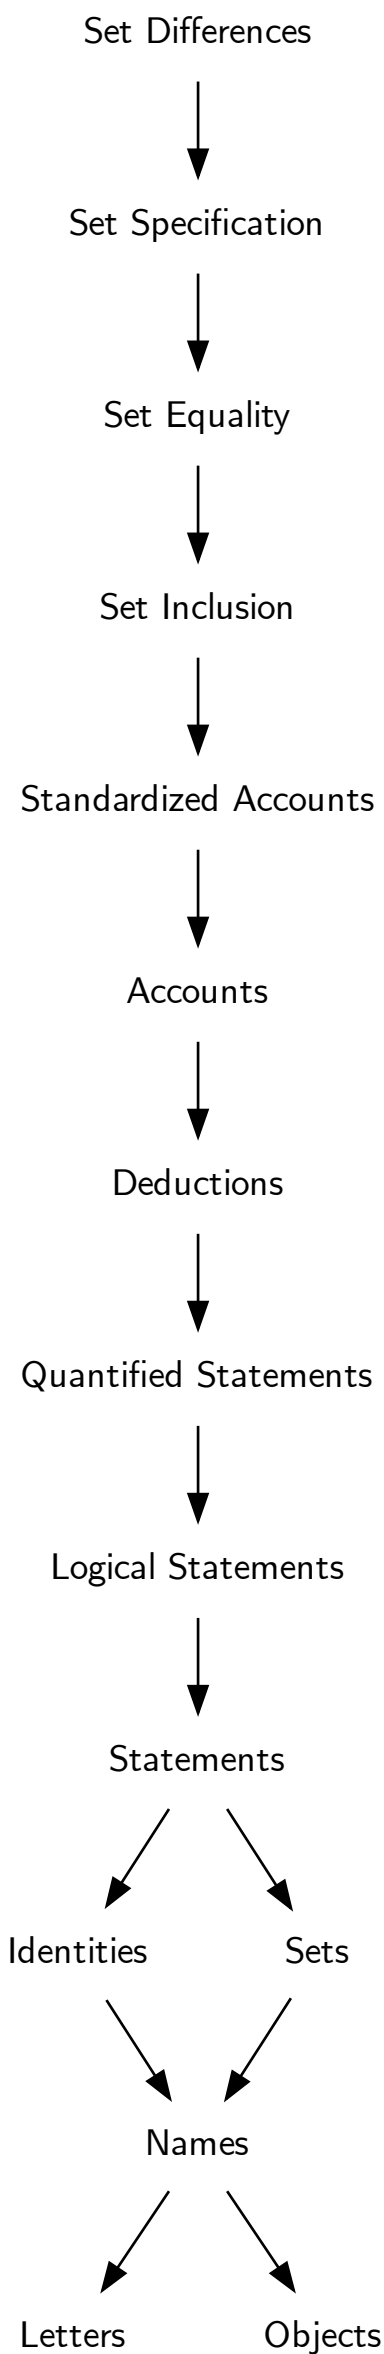 Set Differences
Set Specification
Set Equality
Set Inclusion
Standardized Accounts
Accounts
Deductions
Quantified Statements
Logical Statements
Statements
Identities Sets
Names
Letters Objects